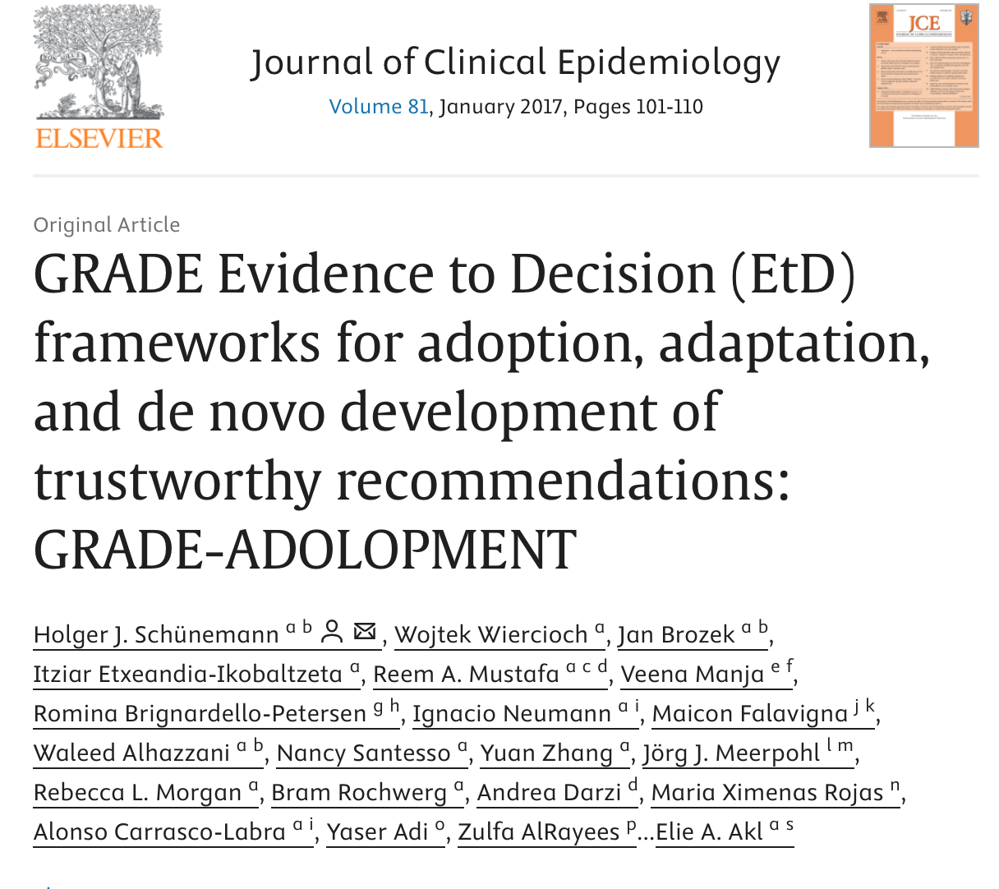 ELSEVIER
Journal of Clinical Epidemiology
Volume 81, January 2017, Pages 101-110
JCE
Original Article
GRADE Evidence to Decision (EtD)
frameworks for adoption, adaptation,
and de novo development of
trustworthy recommendations:
GRADE-ADOLOPMENT
Holger J. Schünemann a b, Wojtek Wiercioch a, Jan Brozek a b,
Itziar Etxeandia-Ikobaltzeta a, Reem A. Mustafa a c d, Veena Manja e f,
Romina Brignardello-Petersen g h, Ignacio Neumann a i, Maicon Falavigna j k,
Waleed Alhazzani a b, Nancy Santesso a, Yuan Zhang a, Jörg J. Meerpohl l m,
Rebecca L. Morgan a, Bram Rochwerg a, Andrea Darzi d, Maria Ximenas Rojas n,
Alonso Carrasco-Labra a i, Yaser Adi o, Zulfa AlRayees p...Elie A. Akl a s